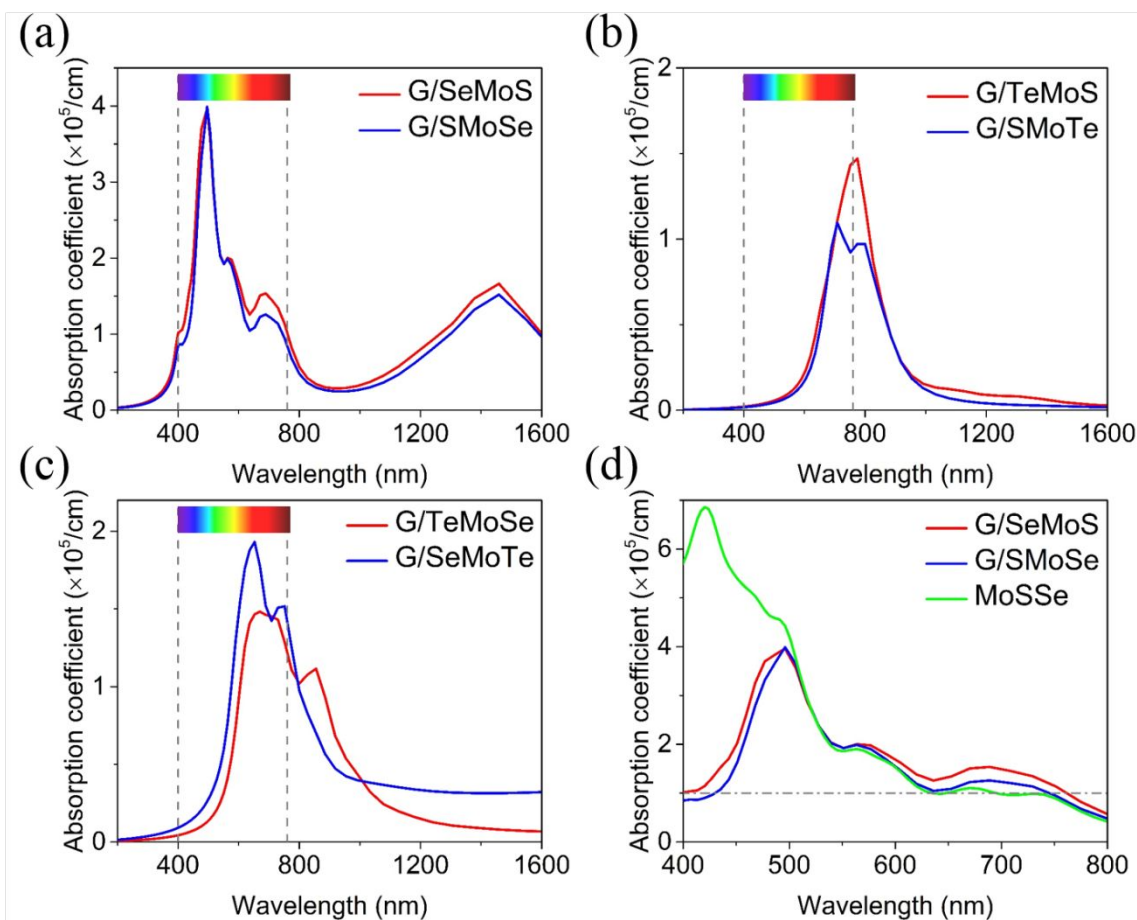 (a)
G/SeMoS
G/SMoSe
4
3
2
1
0
400
800
1200
1600
Absorption coefficient (×10⁵/cm)
Wavelength (nm)
(b)
G/TeMoS
G/SMoTe
2
1
0
400
800
1200
1600
Absorption coefficient (×10⁵/cm)
Wavelength (nm)
(c)
G/TeMoSe
G/SeMoTe
2
1
0
400
800
1200
1600
Absorption coefficient (×10⁵/cm)
Wavelength (nm)
(d)
G/SeMoS
G/SMoSe
MoSSe
6
4
2
0
400
500
600
700
800
Absorption coefficient (×10⁵/cm)
Wavelength (nm)